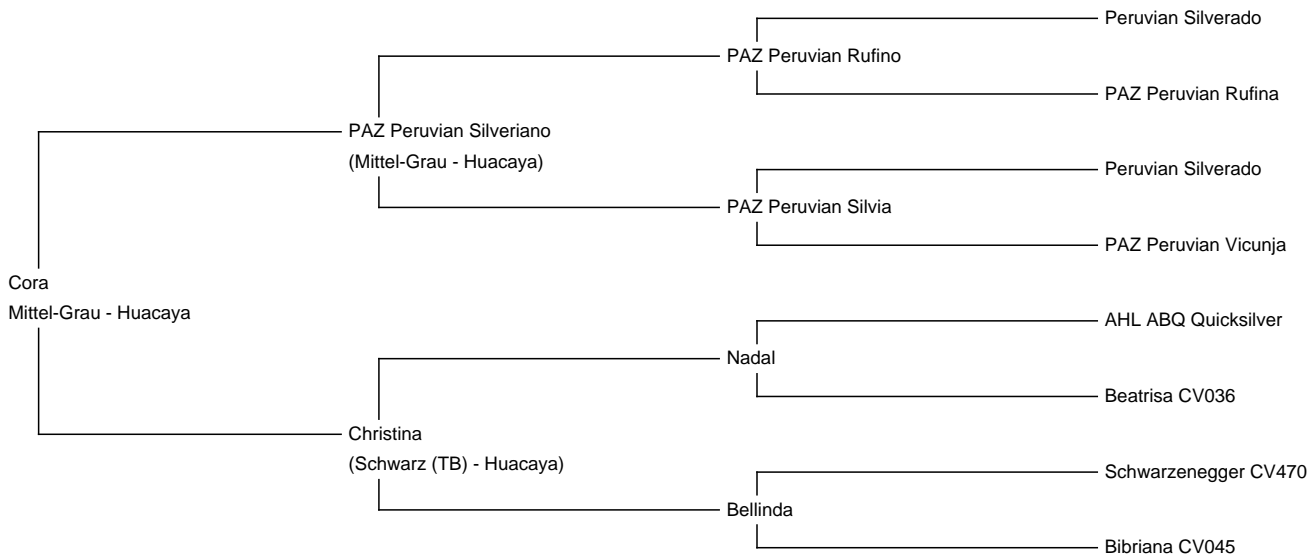 Peruvian Silverado
PAZ Peruvian Rufino
PAZ Peruvian Rufina
PAZ Peruvian Silveriano
(Mittel-Grau - Huacaya)
Peruvian Silverado
PAZ Peruvian Silvia
PAZ Peruvian Vicunja
Cora
Mittel-Grau - Huacaya
AHL ABQ Quicksilver
Nadal
Beatrisa CV036
Christina
(Schwarz (TB) - Huacaya)
Schwarzenegger CV470
Bellinda
Bibriana CV045